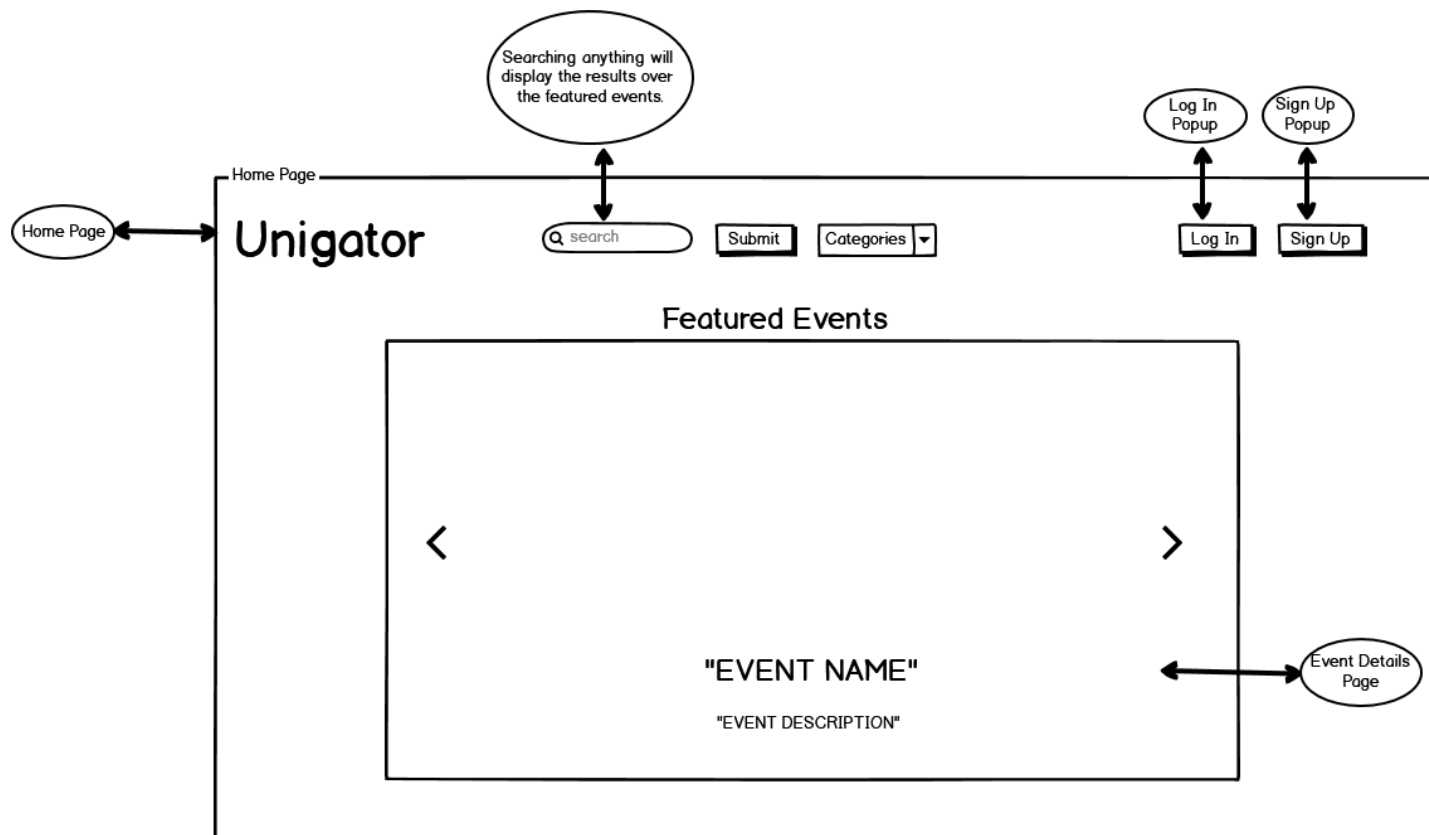 Searching anything will
display the results over
the featured events.
Log In
Popup
Sign Up
Popup
Home Page
Home Page
Unigator
search
Submit
Categories
Log In
Sign Up
Featured Events
"EVENT NAME"
Event Details
Page
"EVENT DESCRIPTION"